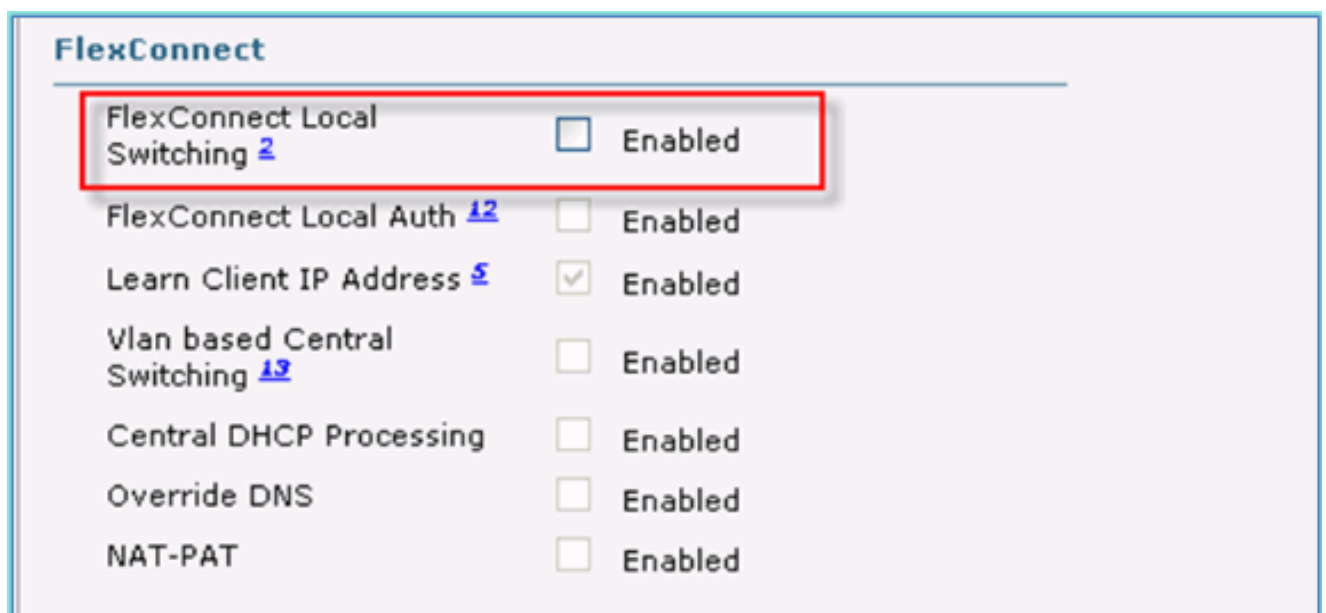 FlexConnect
FlexConnect Local
Switching 2 Enabled
FlexConnect Local Auth 12 Enabled
Learn Client IP Address 5 Enabled
Vlan based Central
Switching 13 Enabled
Central DHCP Processing Enabled
Override DNS Enabled
NAT-PAT Enabled